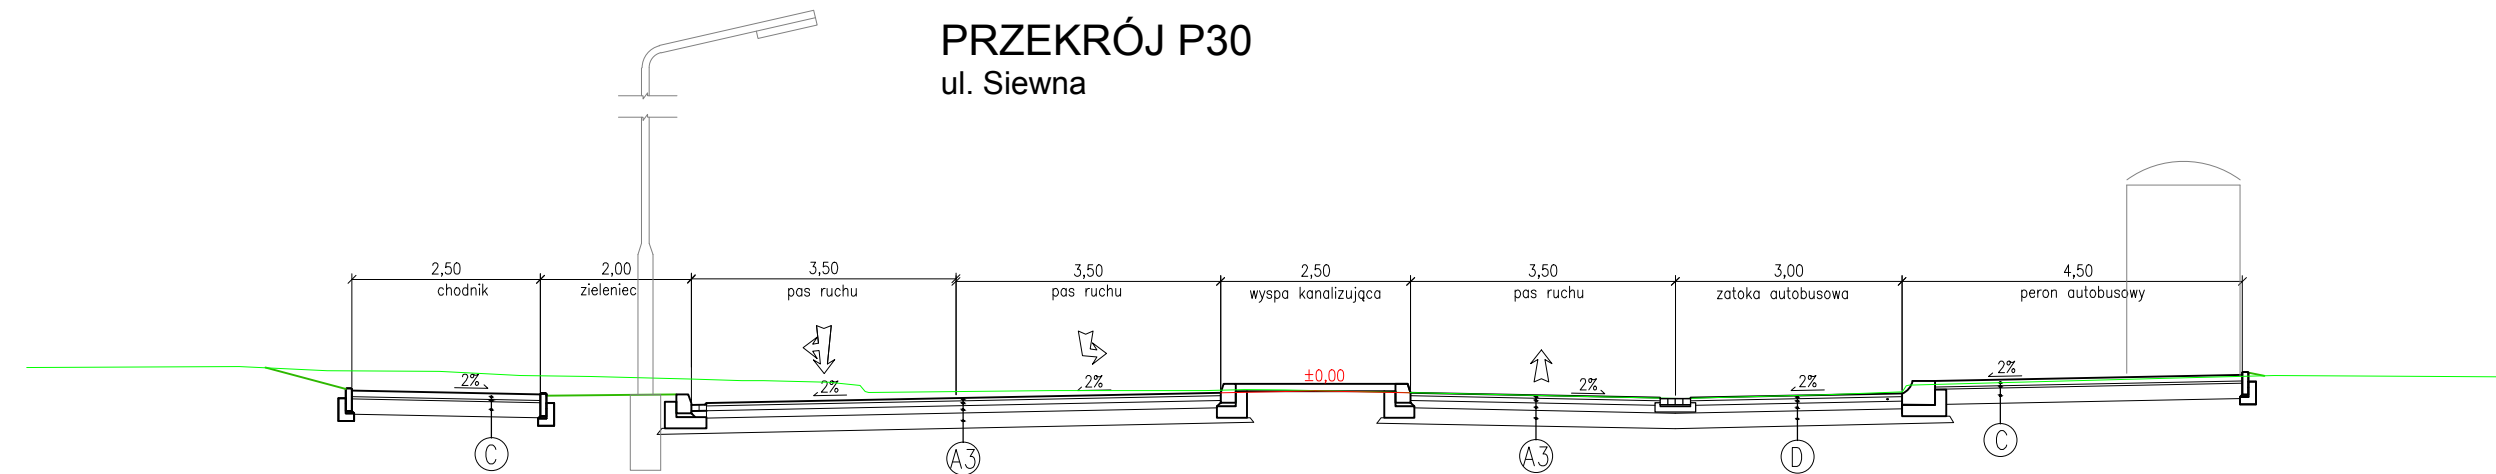 PRZEKRÓJ P30
ul. Siewna
2,50 2,00 3,50 3,50 2,50 3,50 3,00 4,50
chodnik zieleniec pas ruchu pas ruchu wyspa kanalizująca pas ruchu zatoka autobusowa peron autobusowy
2% 2% 2% ±0,00 2% 2% 2%
C A3 A3 D C